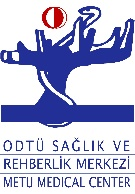 ODTÜ SAĞLIK VE
REHBERLİK MERKEZİ
METU MEDICAL CENTER